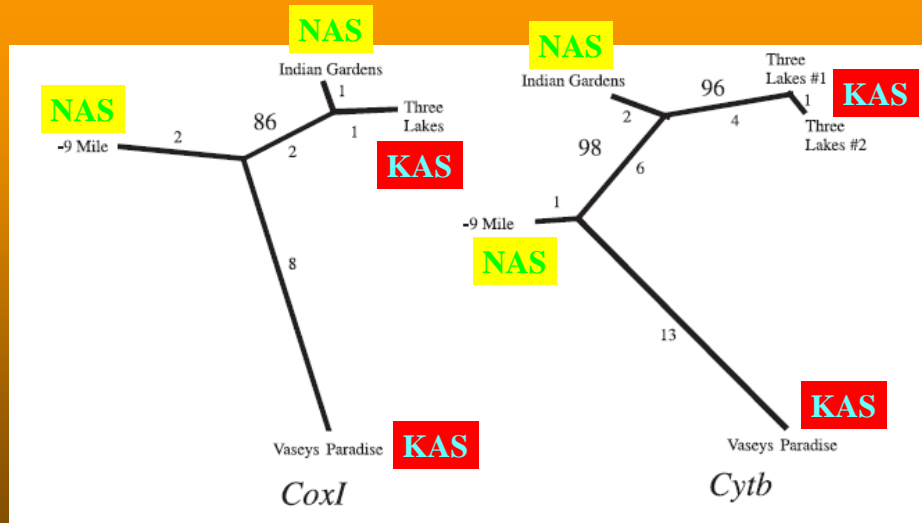 NAS
Indian Gardens
1
NAS
-9 Mile
2
86
2
1
Three
Lakes
KAS
8
Vaseys Paradise
KAS
CoxI
NAS
Indian Gardens
2
96
4
Three
Lakes #1
1
KAS
Three
Lakes #2
98
6
1
-9 Mile
NAS
13
KAS
Vaseys Paradise
Cytb